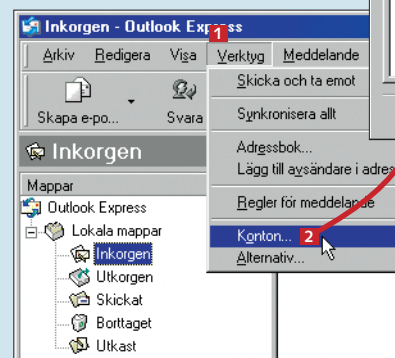 Inkorgen - Outlook Express
1
Arkiv Redigera Visa Verktyg Meddelande
Skapa e-po... Svara
Skicka och ta emot
Synkronisera allt
Adressbok...
Lägg till avsändare i adres
Regler för meddelande
Konton... 2
Alternativ...
Inkorgen
Mappar
Outlook Express
Lokala mappar
Inkorgen
Utkorgen
Skickat
Borttaget
Utkast